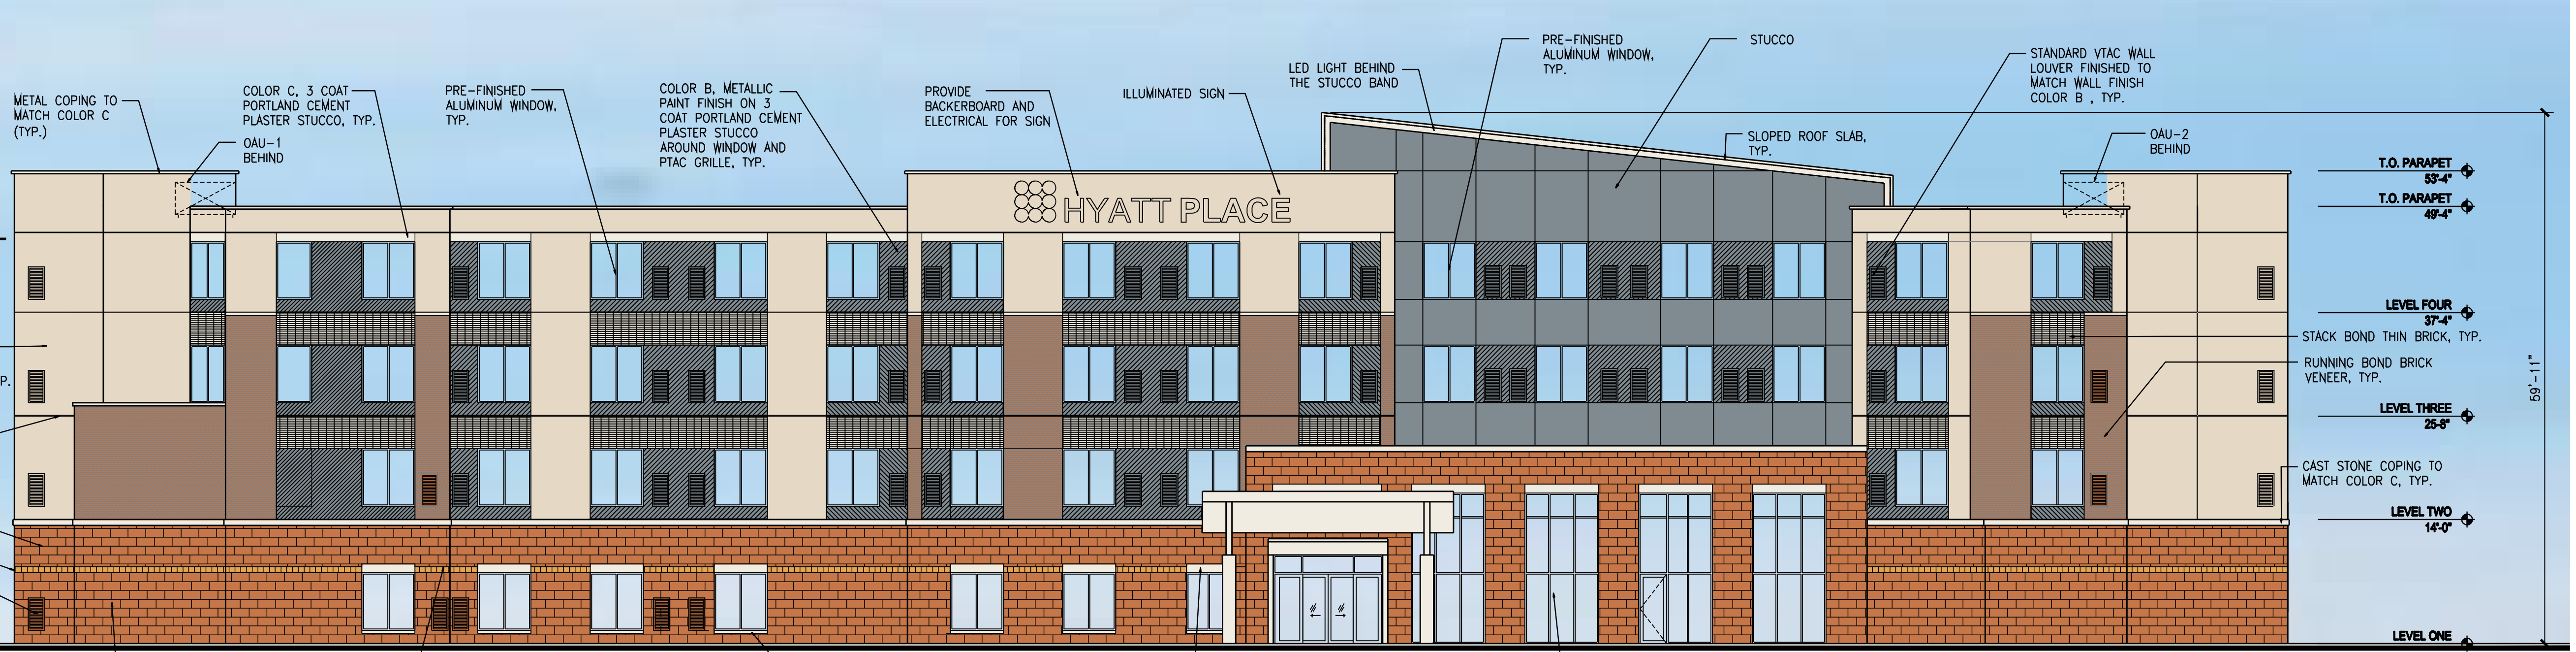 METAL COPING TO
MATCH COLOR C
(TYP.)
COLOR C, 3 COAT
PORTLAND CEMENT
PLASTER STUCCO, TYP.
OAU-1
BEHIND
PRE-FINISHED
ALUMINUM WINDOW,
TYP.
COLOR B, METALLIC
PAINT FINISH ON 3
COAT PORTLAND CEMENT
PLASTER STUCCO
AROUND WINDOW AND
PTAC GRILLE, TYP.
PROVIDE
BACKERBOARD AND
ELECTRICAL FOR SIGN
ILLUMINATED SIGN
LED LIGHT BEHIND
THE STUCCO BAND
PRE-FINISHED
ALUMINUM WINDOW,
TYP.
STUCCO
SLOPED ROOF SLAB,
TYP.
STANDARD VTAC WALL
LOUVER FINISHED TO
MATCH WALL FINISH
COLOR B , TYP.
OAU-2
BEHIND
HYATT PLACE
T.O. PARAPET
53'-4"
T.O. PARAPET
49'-4"
LEVEL FOUR
37'-4"
STACK BOND THIN BRICK, TYP.
RUNNING BOND BRICK
VENEER, TYP.
P.
59'-11"
LEVEL THREE
25-8"
CAST STONE COPING TO
MATCH COLOR C, TYP.
LEVEL TWO
14'-0"
LEVEL ONE